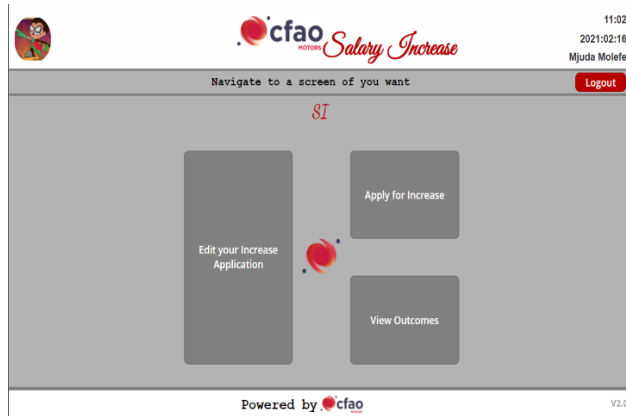 cfao
MOTORS
Salary Increase
11:02
2021:02:16
Mjuda Molefe
Navigate to a screen of you want
Logout
SI
Edit your Increase
Application
Apply for Increase
View Outcomes
Powered by cfao
V2.0